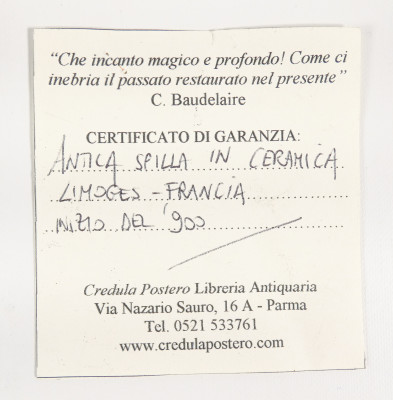 “Che incanto magico e profondo! Come ci
inebria il passato restaurato nel presente”
C. Baudelaire
CERTIFICATO DI GARANZIA:
ANTICA SPILLA IN CERAMICA
LIMOGES - FRANCIA
INIZIO DEL '900
Credula Postero Libreria Antiquaria
Via Nazario Sauro, 16 A - Parma
Tel. 0521 533761
www.credulapostero.com